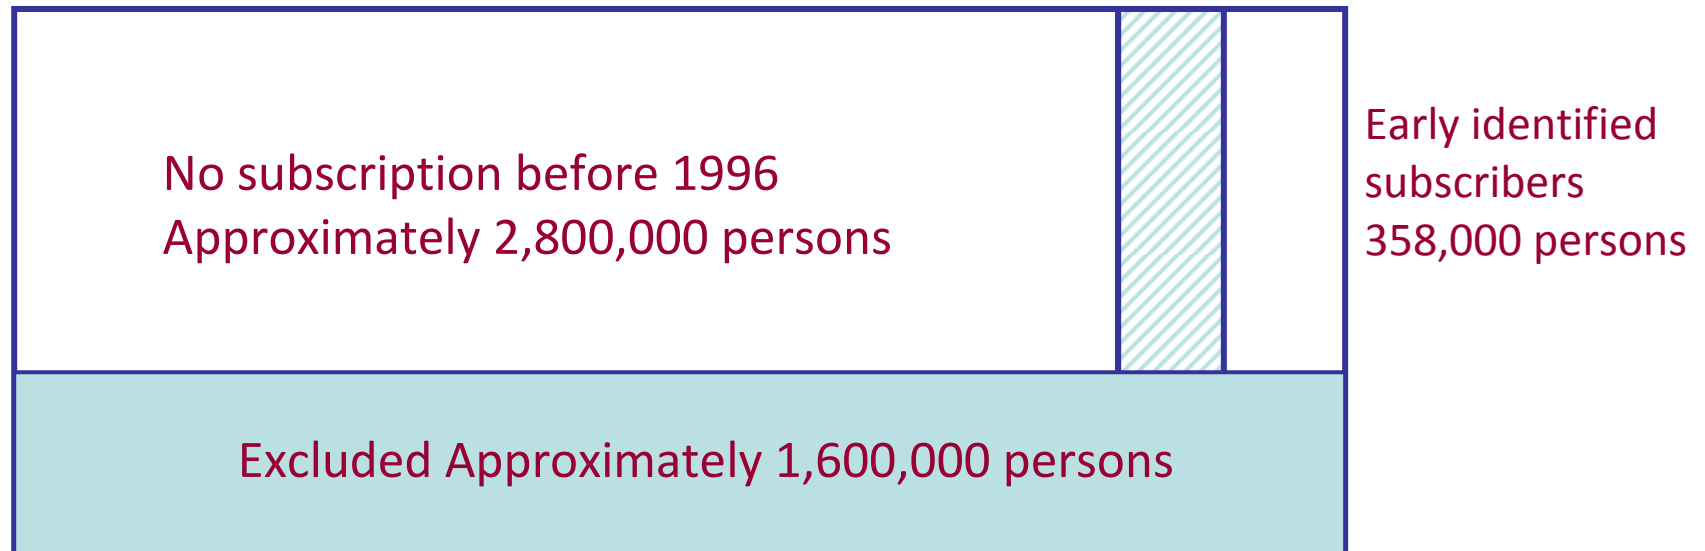 No subscription before 1996
Approximately 2,800,000 persons
Early identified
subscribers
358,000 persons
Excluded Approximately 1,600,000 persons